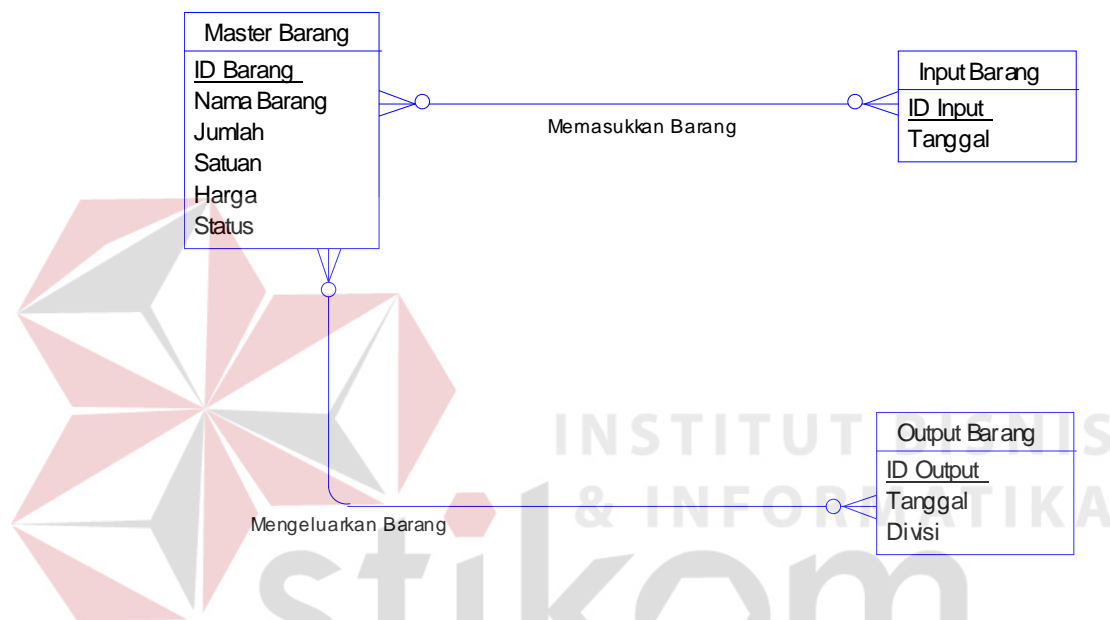 Master Barang
ID Barang
Nama Barang
Jumlah
Satuan
Harga
Status
Memasukkan Barang
Input Barang
ID Input
Tanggal
Mengeluarkan Barang
Output Barang
ID Output
Tanggal
Divisi
INSTITUT BISNIS
& INFORMATIKA
stikom